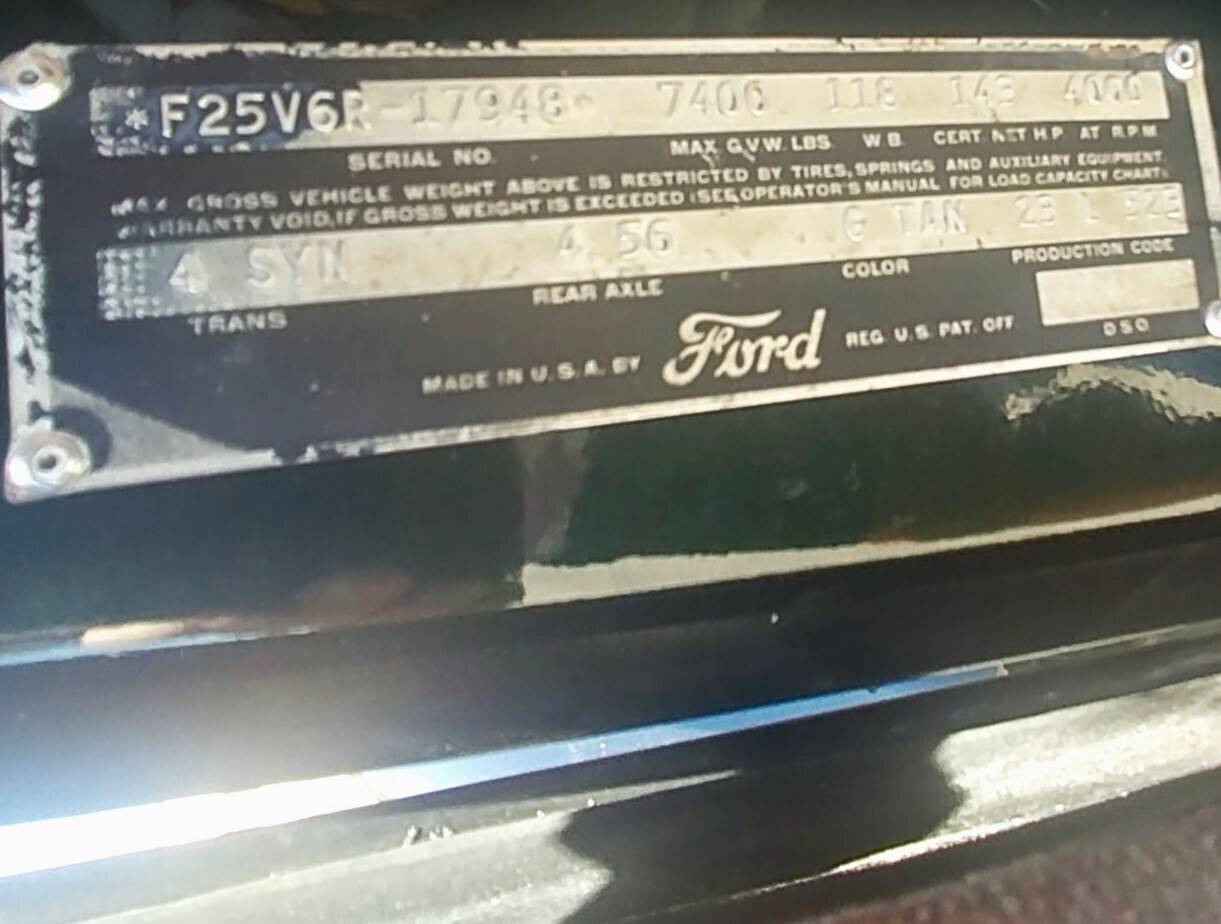 *F25V6R-17948* 7400 118 143 4000
SERIAL NO. MAX. G.V.W. LBS. W.B. CERT. NET H.P. AT R.P.M.
MAX. GROSS VEHICLE WEIGHT ABOVE IS RESTRICTED BY TIRES, SPRINGS AND AUXILIARY EQUIPMENT.
WARRANTY VOID, IF GROSS WEIGHT IS EXCEEDED (SEE OPERATOR'S MANUAL FOR LOAD CAPACITY CHART)
4 SYN 4 56 G TAN 23 L 523
TRANS REAR AXLE COLOR PRODUCTION CODE
MADE IN U.S.A. BY Ford REG. U.S. PAT. OFF. DSO